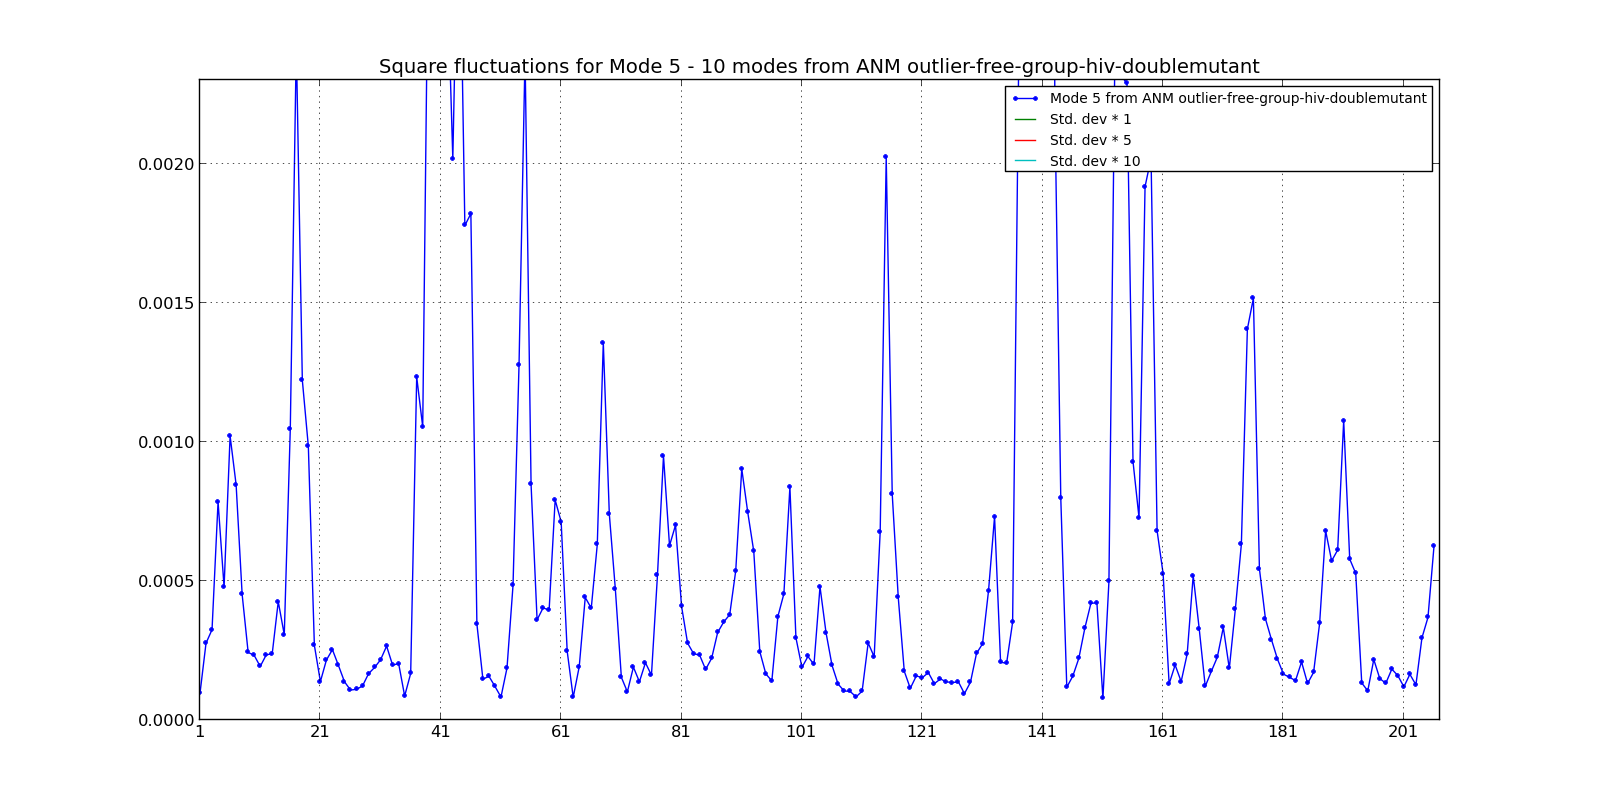 Square fluctuations for Mode 5 - 10 modes from ANM outlier-free-group-hiv-doublemutant
Mode 5 from ANM outlier-free-group-hiv-doublemutant
Std. dev * 1
Std. dev * 5
Std. dev * 10
0.0020
0.0015
0.0010
0.0005
0.0000
1 21 41 61 81 101 121 141 161 181 201